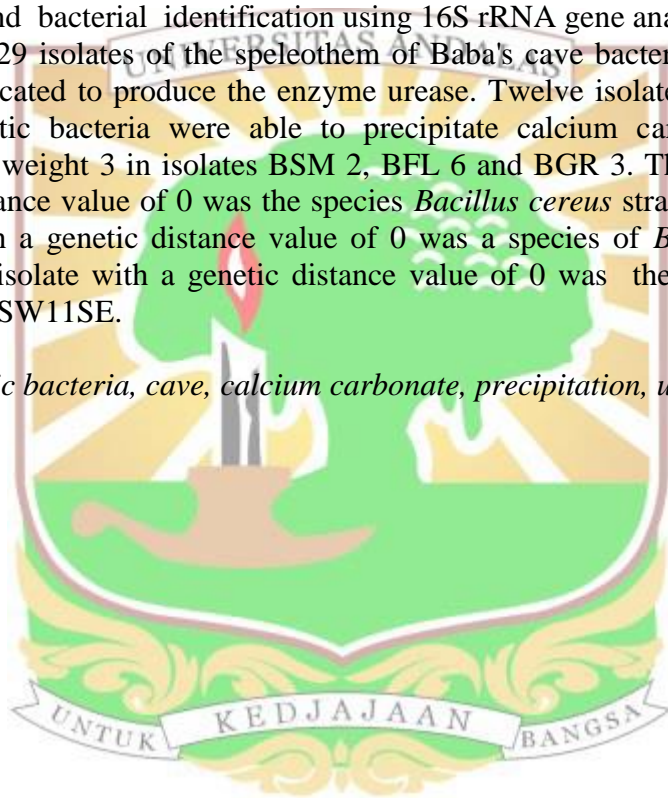 nd bacterial identification using 16S rRNA gene ana
UNIVERSITAS ANDALAS
29 isolates of the speleothem of Baba's cave bacter
cated to produce the enzyme urease. Twelve isolate
tic bacteria were able to precipitate calcium car
weight 3 in isolates BSM 2, BFL 6 and BGR 3. Th
ance value of 0 was the species Bacillus cereus stra
n a genetic distance value of 0 was a species of B
isolate with a genetic distance value of 0 was the
SW11SE.
ic bacteria, cave, calcium carbonate, precipitation, u
UNTUK KEDJAJAAN BANGSA